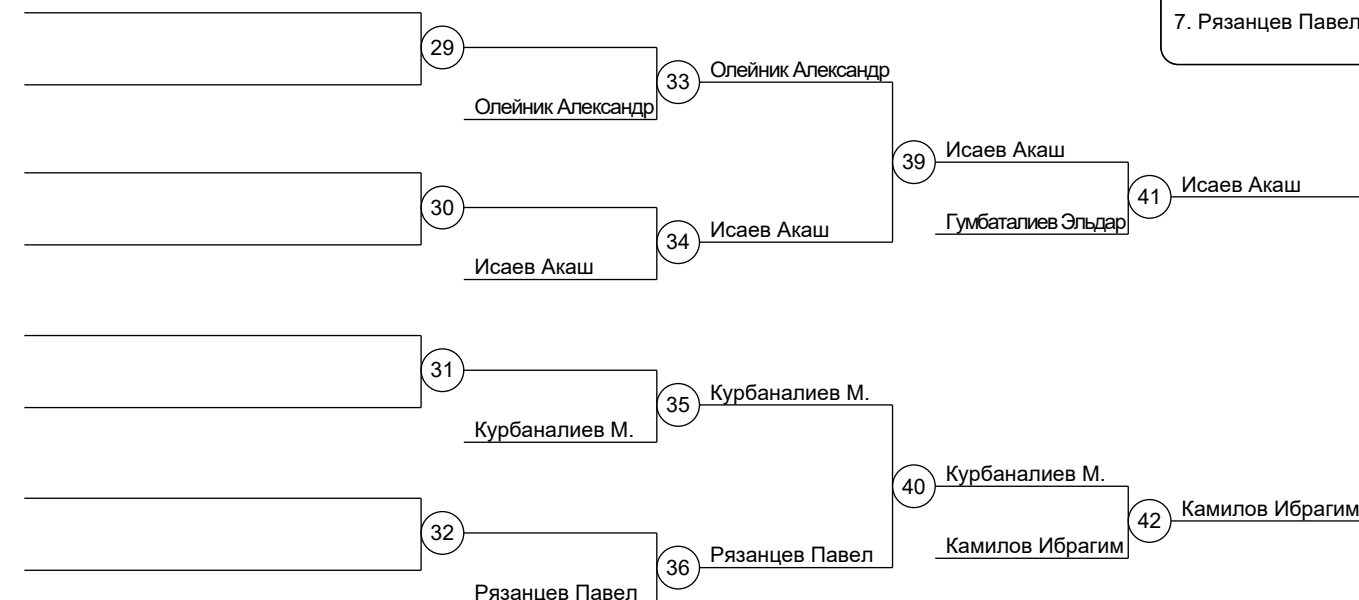 7. Рязанцев Павел
29
33
Олейник Александр
Олейник Александр
39
Исаев Акаш
41
Исаев Акаш
Гумбаталиев Эльдар
30
34
Исаев Акаш
Исаев Акаш
31
35
Курбаналиев М.
Курбаналиев М.
40
Курбаналиев М.
42
Камилов Ибрагим
Камилов Ибрагим
32
36
Рязанцев Павел
Рязанцев Павел